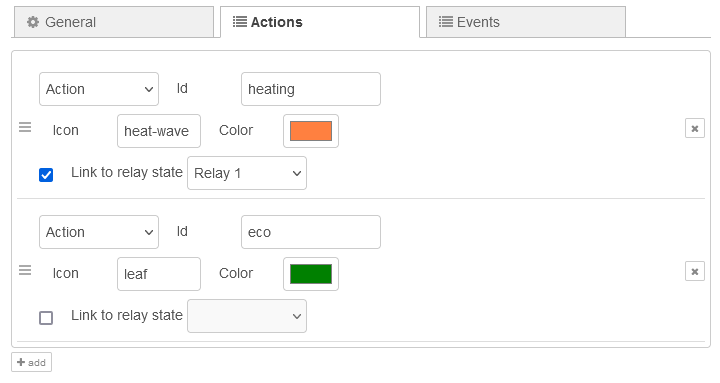 General
Actions
Events
Action Id heating
Icon heat-wave Color
Link to relay state Relay 1
Action Id eco
Icon leaf Color
Link to relay state
add